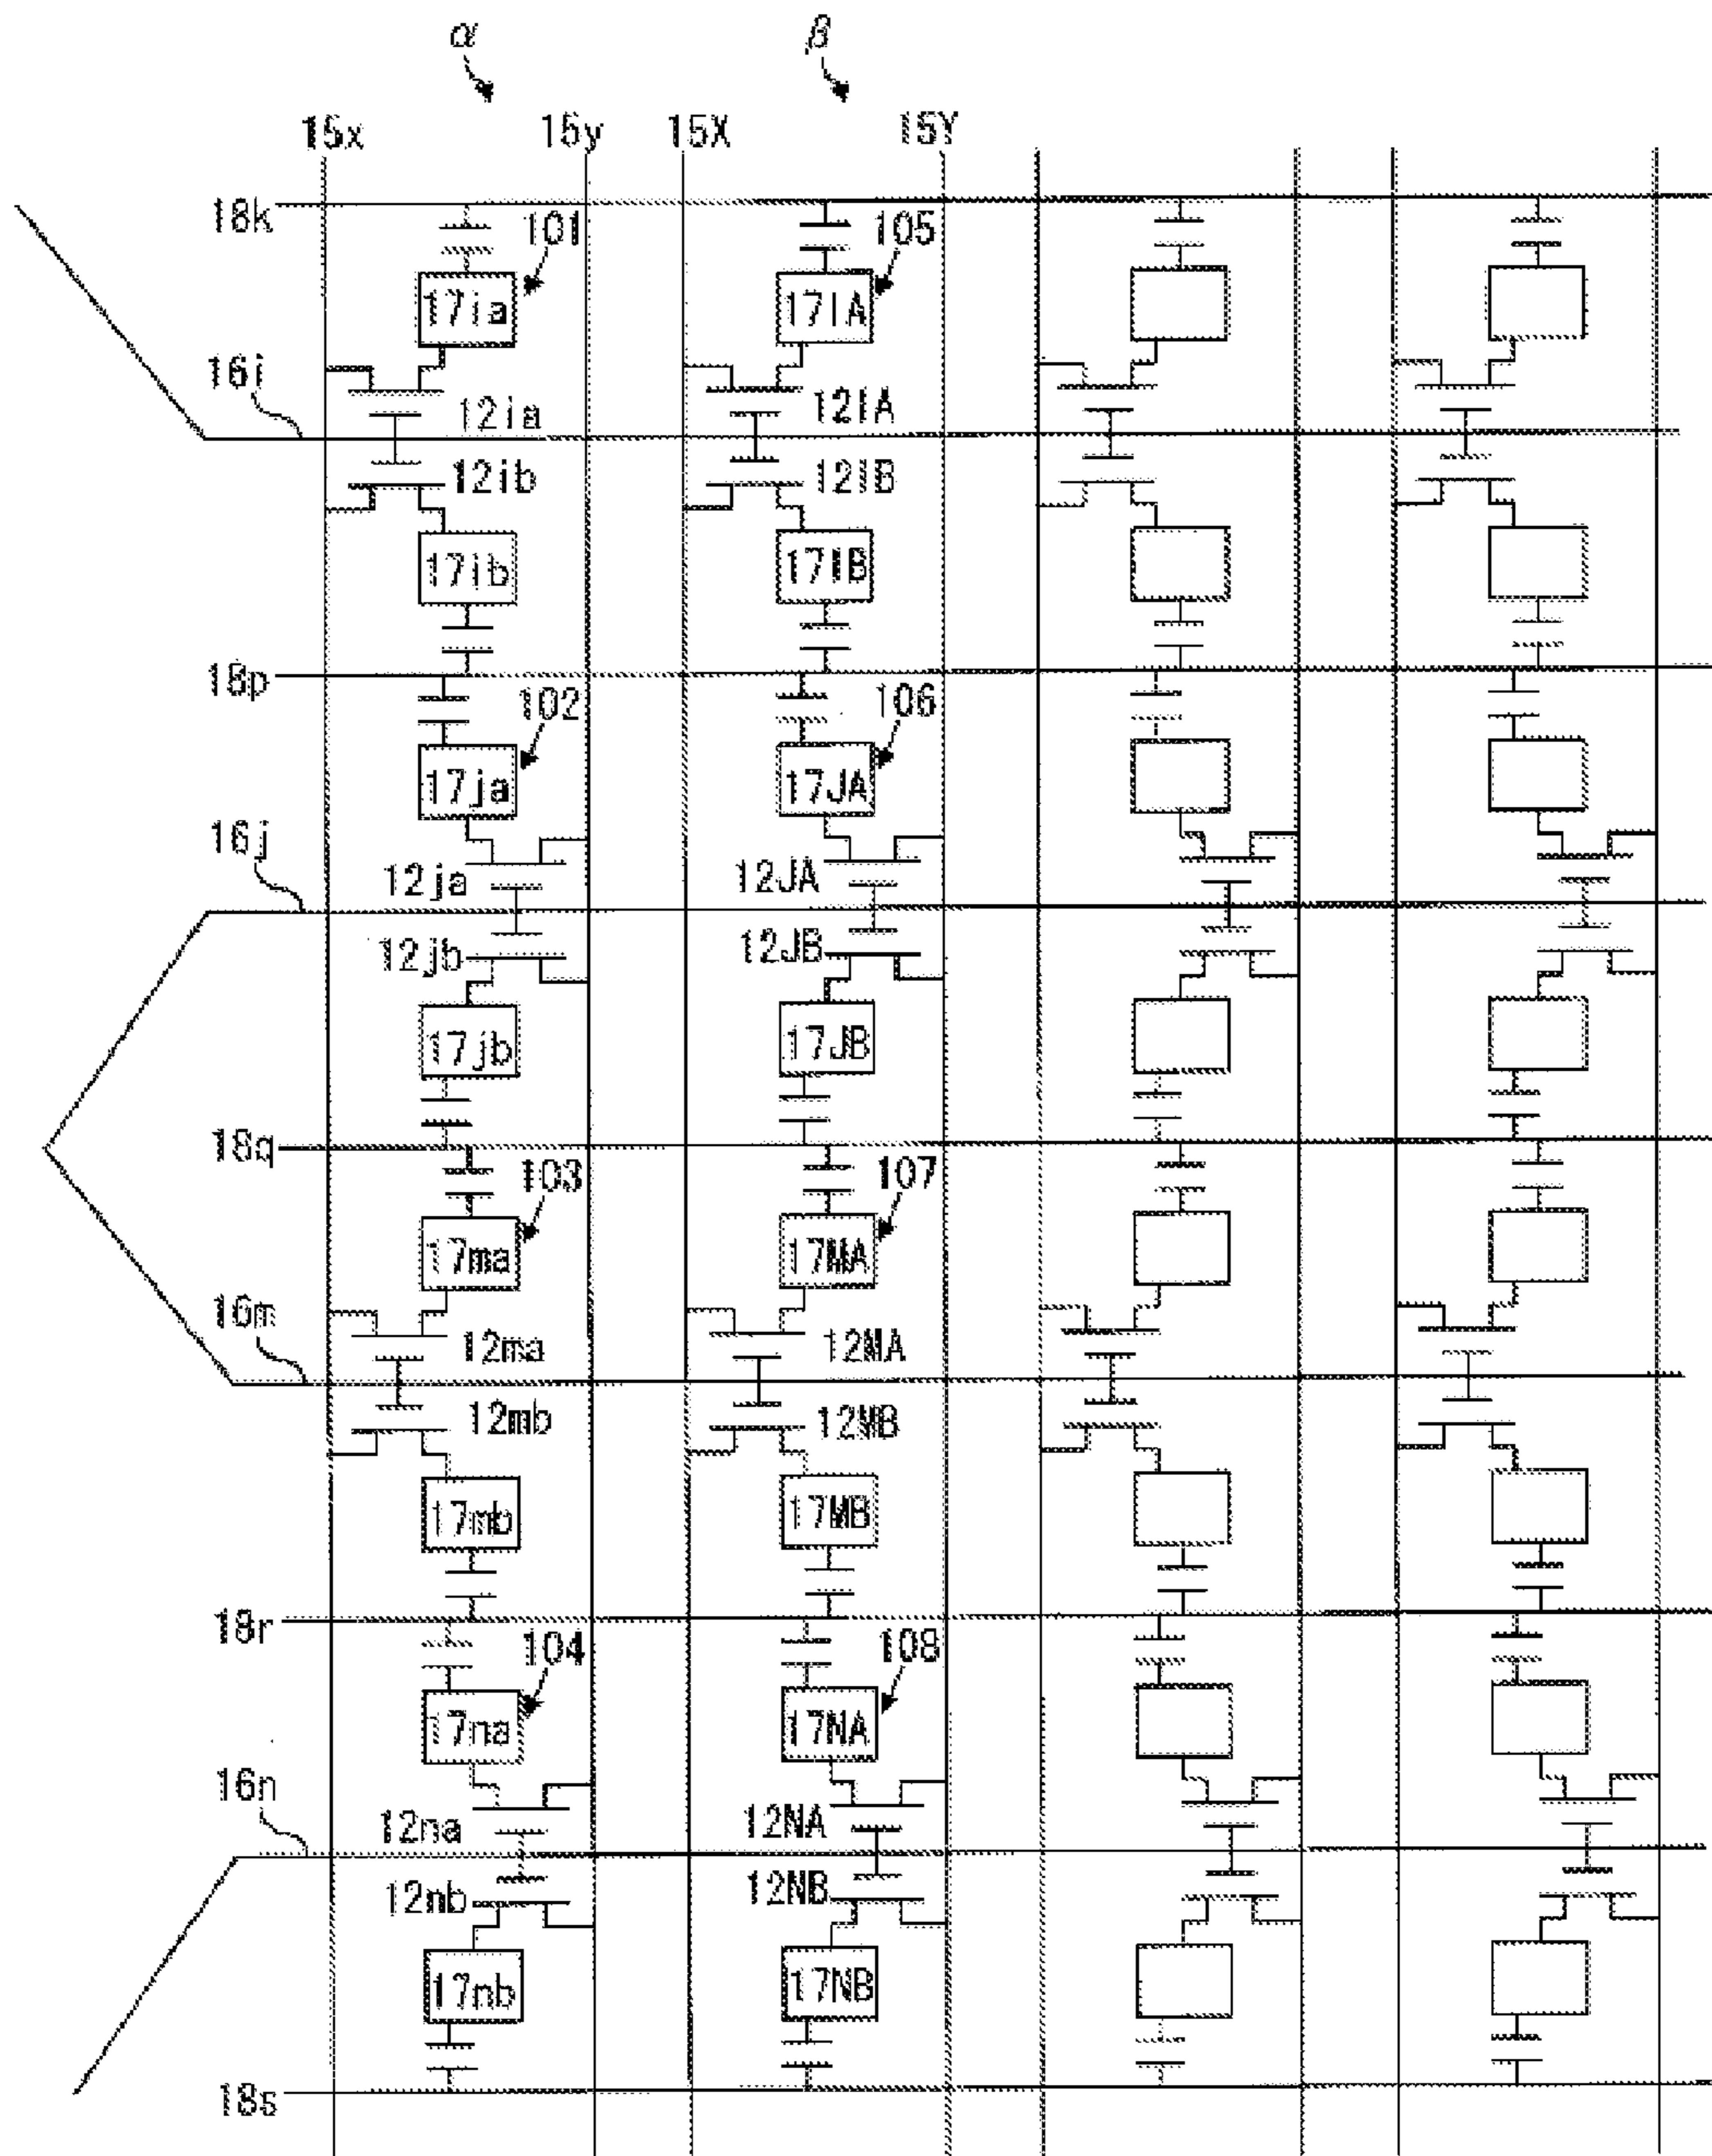 α β
15x 15y 15X 15Y
18k
101 105
17ia 17IA
16i
12ia 12IA
12ib 12IB
17ib 17IB
18p
102 106
17ja 17JA
16j
12ja 12JA
12jb 12JB
17jb 17JB
18q
103 107
17ma 17MA
16m
12ma 12MA
12mb 12MB
17mb 17MB
18r
104 108
17na 17NA
16n
12na 12NA
12nb 12NB
17nb 17NB
18s